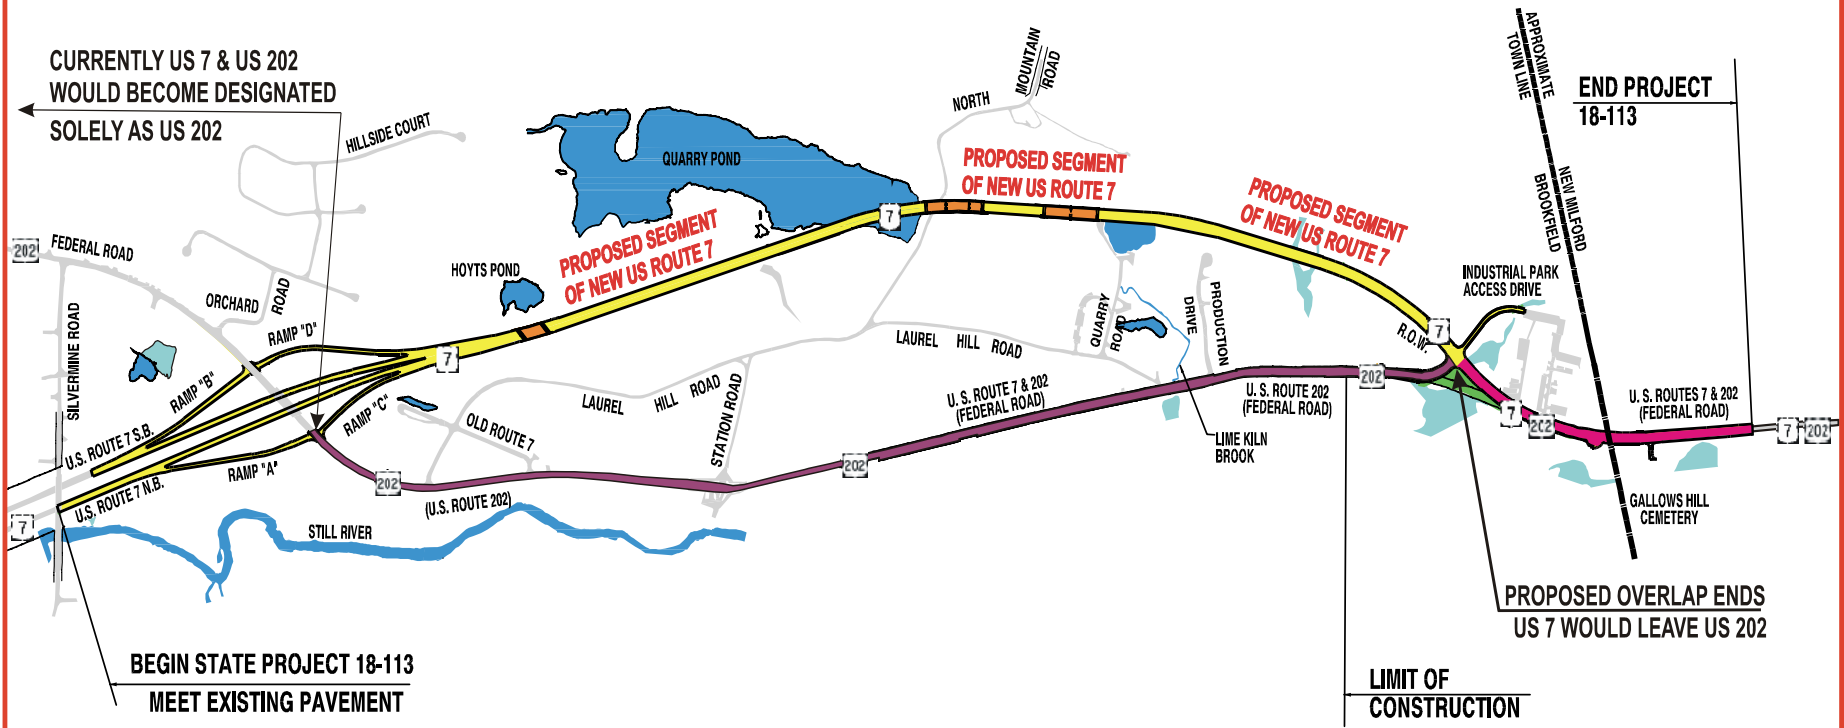 CURRENTLY US 7 & US 202
WOULD BECOME DESIGNATED
SOLELY AS US 202
HILLSIDE COURT
QUARRY POND
NORTH
MOUNTAIN
ROAD
APPROXIMATE
TOWN LINE
END PROJECT
18-113
PROPOSED SEGMENT
OF NEW US ROUTE 7
PROPOSED SEGMENT
OF NEW US ROUTE 7
PROPOSED SEGMENT
OF NEW US ROUTE 7
NEW MILFORD
BROOKFIELD
202
FEDERAL ROAD
7
HOYTS POND
ORCHARD
ROAD
INDUSTRIAL PARK
ACCESS DRIVE
SILVERMINE ROAD
RAMP "D"
RAMP "B"
7
QUARRY
ROAD
PRODUCTION
DRIVE
7
R.O.W.
LAUREL HILL ROAD
LAUREL HILL ROAD
RAMP "C"
OLD ROUTE 7
STATION ROAD
U. S. ROUTE 7 & 202
(FEDERAL ROAD)
U. S. ROUTE 202
(FEDERAL ROAD)
202
U. S. ROUTES 7 & 202
(FEDERAL ROAD)
7
202
7
202
U.S. ROUTE 7 S.B.
RAMP "A"
U.S. ROUTE 7 N.B.
LIME KILN
BROOK
202
202
(U.S. ROUTE 202)
7
STILL RIVER
GALLOWS HILL
CEMETERY
PROPOSED OVERLAP ENDS
US 7 WOULD LEAVE US 202
BEGIN STATE PROJECT 18-113
MEET EXISTING PAVEMENT
LIMIT OF
CONSTRUCTION